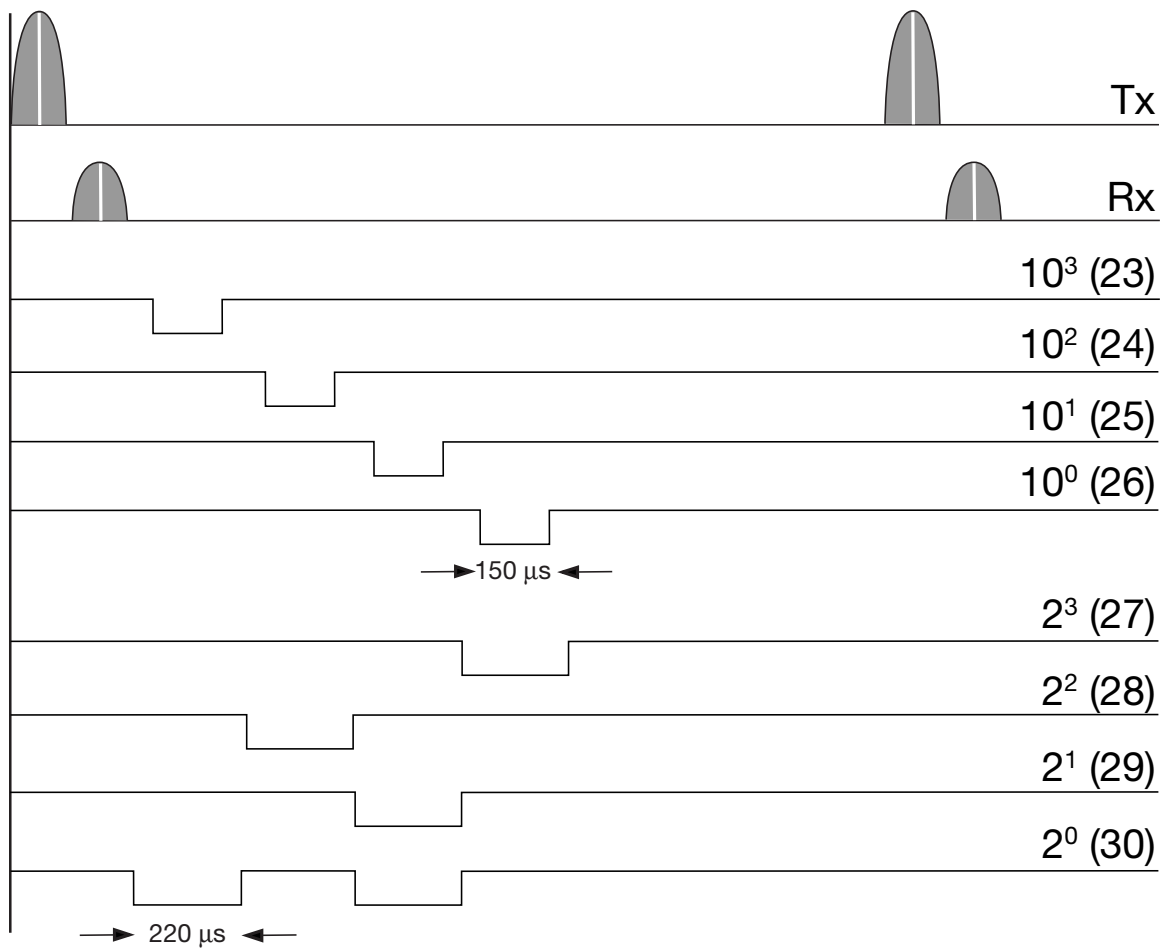 Tx
Rx
10³ (23)
10² (24)
10¹ (25)
10⁰ (26)
150 µs
2³ (27)
2² (28)
2¹ (29)
2⁰ (30)
220 µs